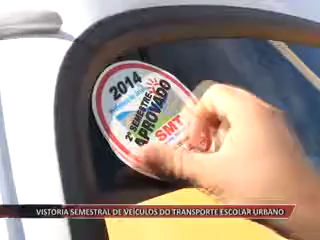 2014
2º SEMESTRE
APROVADO
SMT
VISTORIA SEMESTRAL DE VEÍCULOS DO TRANSPORTE ESCOLAR URBANO